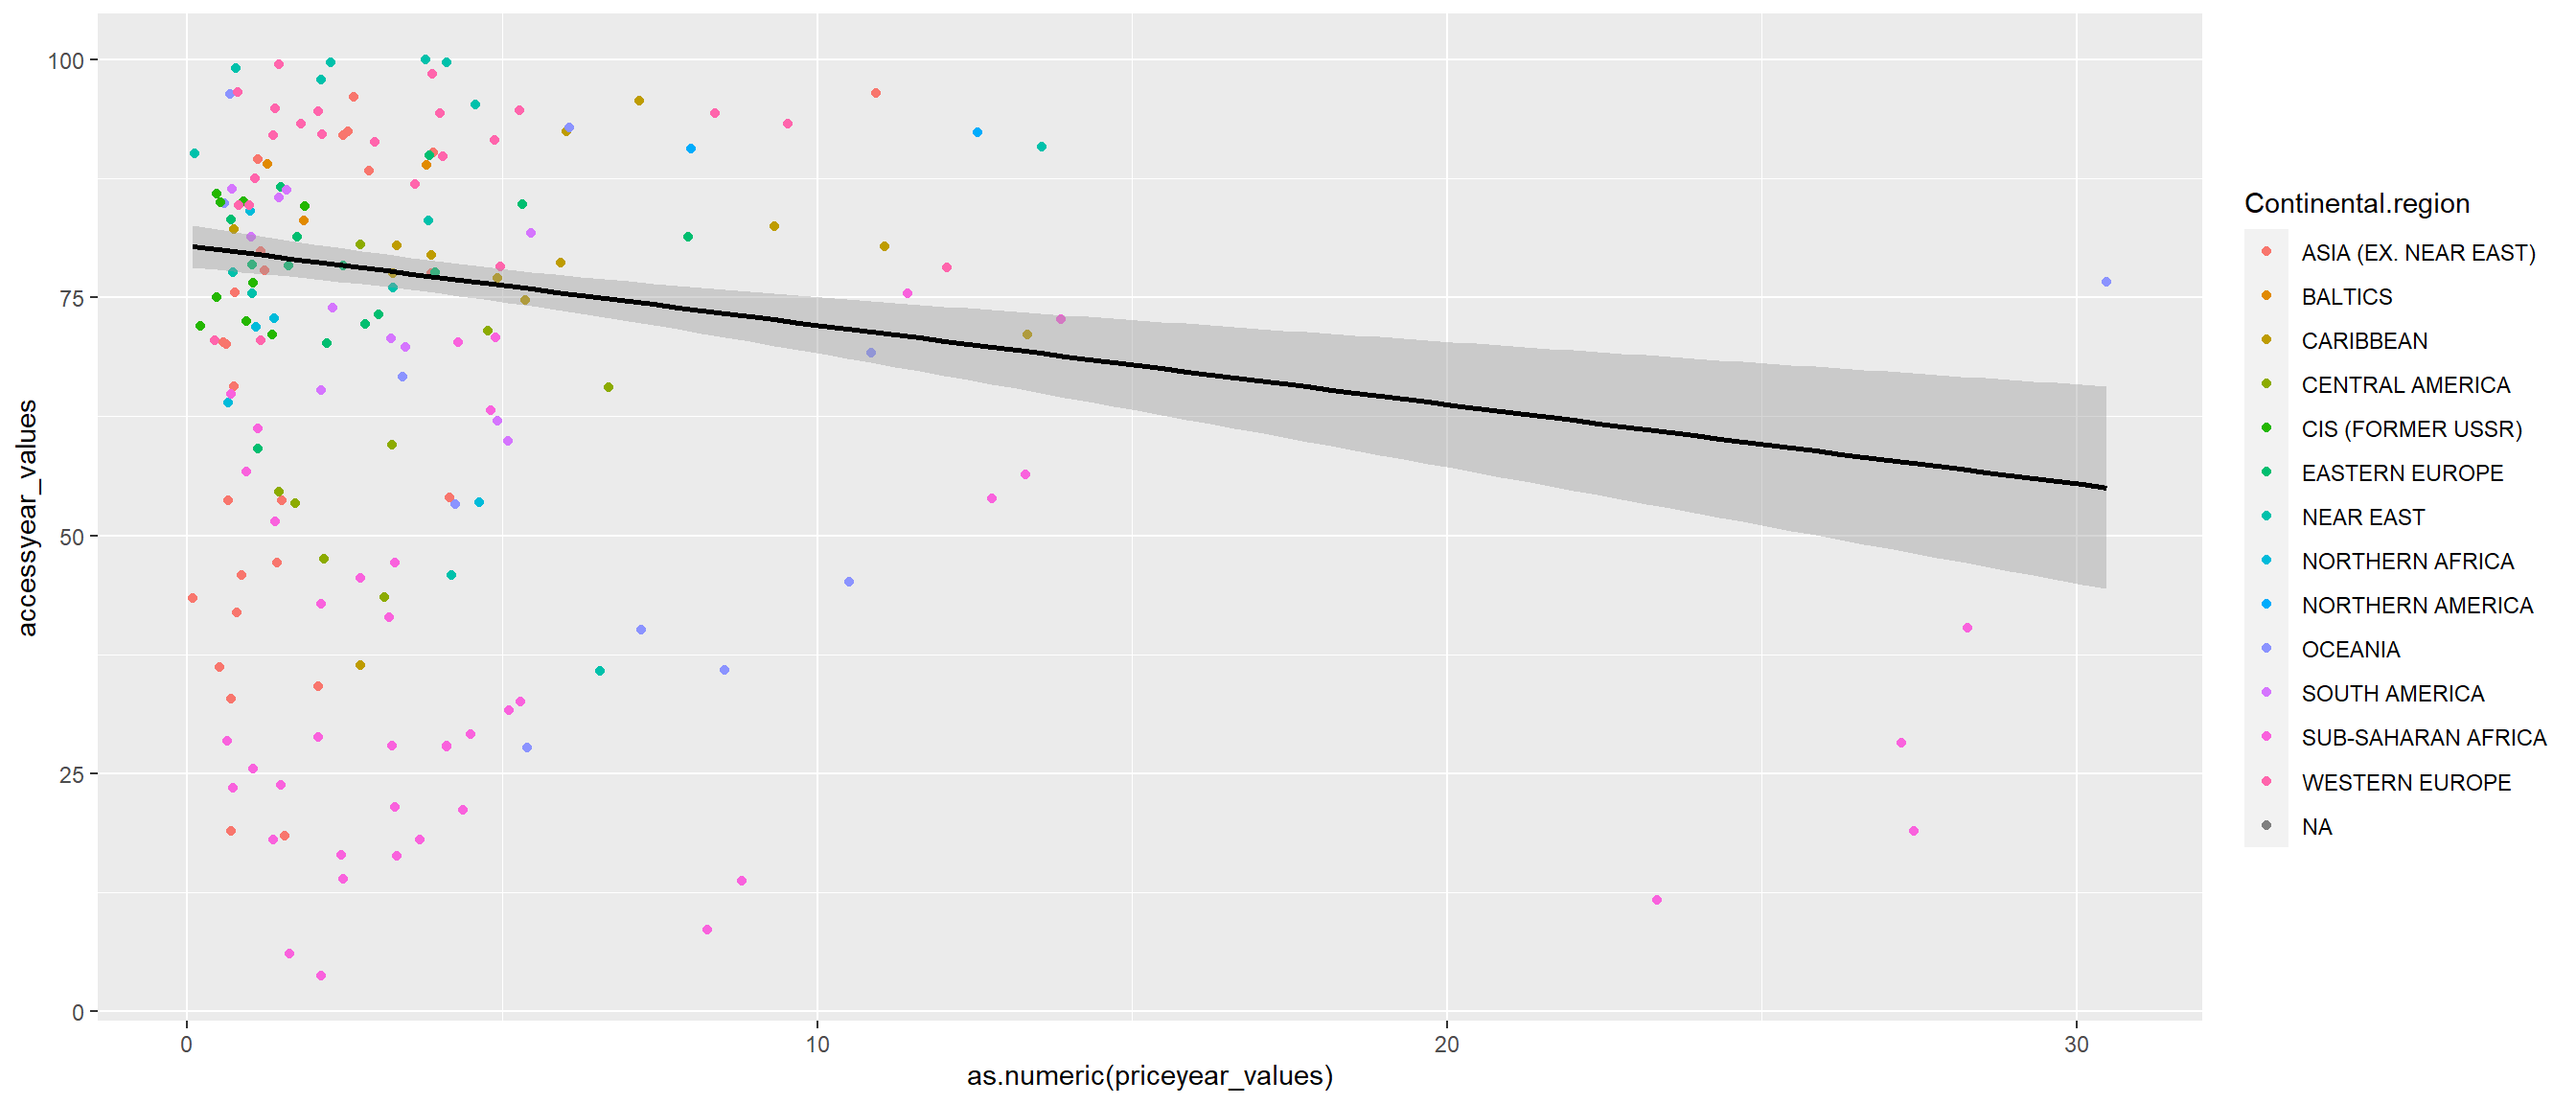 100
75
50
25
0
accessyear_values
0 10 20 30
as.numeric(priceyear_values)
Continental.region
ASIA (EX. NEAR EAST)
BALTICS
CARIBBEAN
CENTRAL AMERICA
CIS (FORMER USSR)
EASTERN EUROPE
NEAR EAST
NORTHERN AFRICA
NORTHERN AMERICA
OCEANIA
SOUTH AMERICA
SUB-SAHARAN AFRICA
WESTERN EUROPE
NA